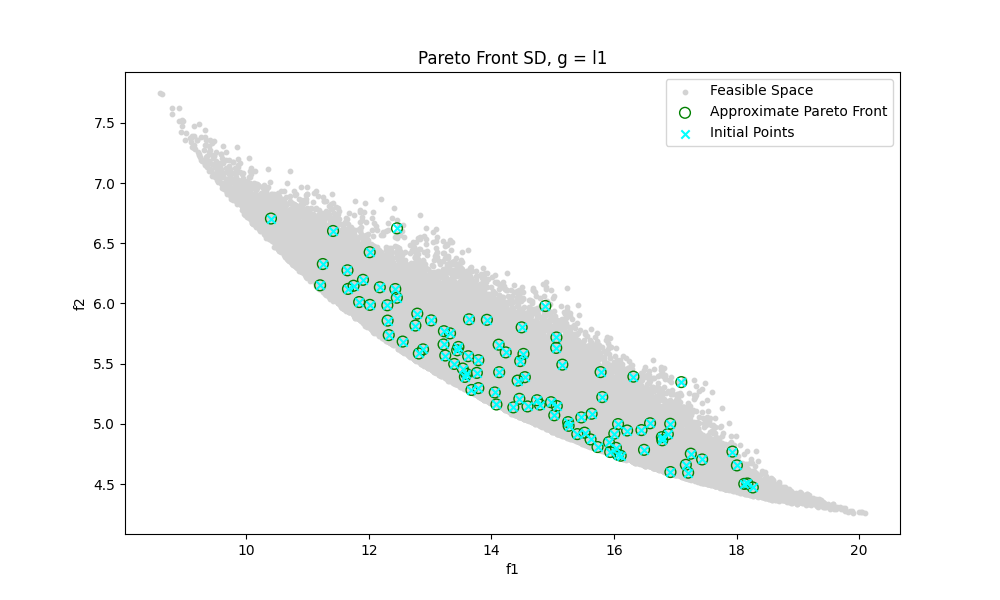 Pareto Front SD, g = l1
Feasible Space
Approximate Pareto Front
Initial Points
7.5
7.0
6.5
6.0
5.5
5.0
4.5
f2
10 12 14 16 18 20
f1